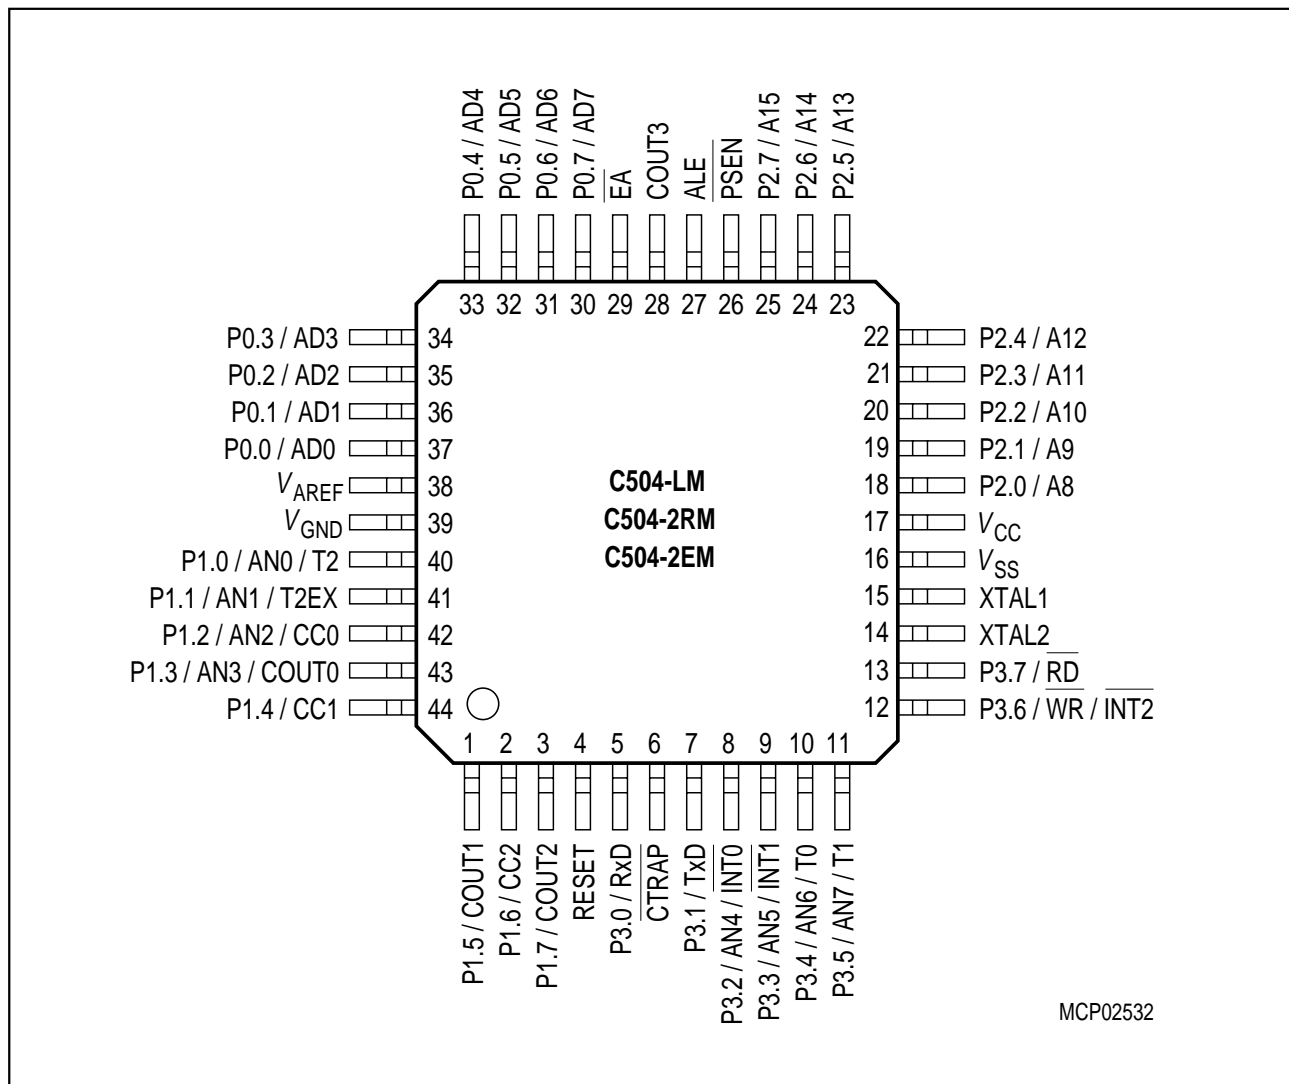 P0.4 / AD4
P0.5 / AD5
P0.6 / AD6
P0.7 / AD7
E̅A̅
COUT3
ALE
P̅S̅E̅N̅
P2.7 / A15
P2.6 / A14
P2.5 / A13
33 32 31 30 29 28 27 26 25 24 23
P0.3 / AD3 34
P0.2 / AD2 35
P0.1 / AD1 36
P0.0 / AD0 37
VAREF 38
VGND 39
P1.0 / AN0 / T2 40
P1.1 / AN1 / T2EX 41
P1.2 / AN2 / CC0 42
P1.3 / AN3 / COUT0 43
P1.4 / CC1 44
C504-LM
C504-2RM
C504-2EM
22 P2.4 / A12
21 P2.3 / A11
20 P2.2 / A10
19 P2.1 / A9
18 P2.0 / A8
17 VCC
16 VSS
15 XTAL1
14 XTAL2
13 P3.7 / R̅D̅
12 P3.6 / W̅R̅ / I̅N̅T̅2̅
1 2 3 4 5 6 7 8 9 10 11
P1.5 / COUT1
P1.6 / CC2
P1.7 / COUT2
RESET
P3.0 / RxD
C̅T̅R̅A̅P̅
P3.1 / TxD
P3.2 / AN4 / I̅N̅T̅0̅
P3.3 / AN5 / I̅N̅T̅1̅
P3.4 / AN6 / T0
P3.5 / AN7 / T1
MCP02532